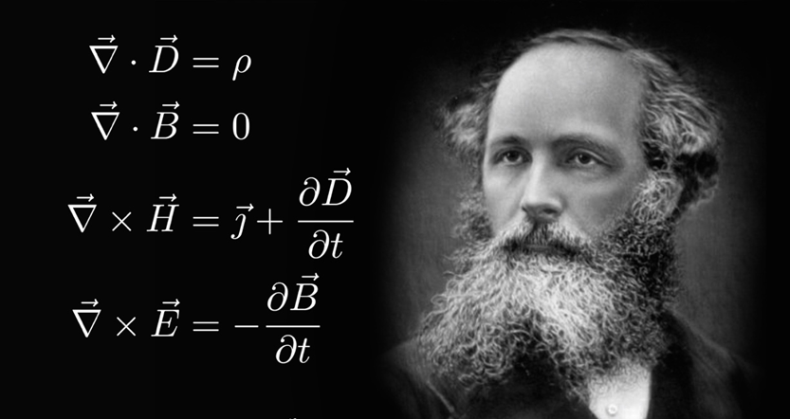 ∇⃗ · D⃗ = ρ
∇⃗ · B⃗ = 0
∇⃗ × H⃗ = ȷ⃗ + ∂D⃗/∂t
∇⃗ × E⃗ = −∂B⃗/∂t